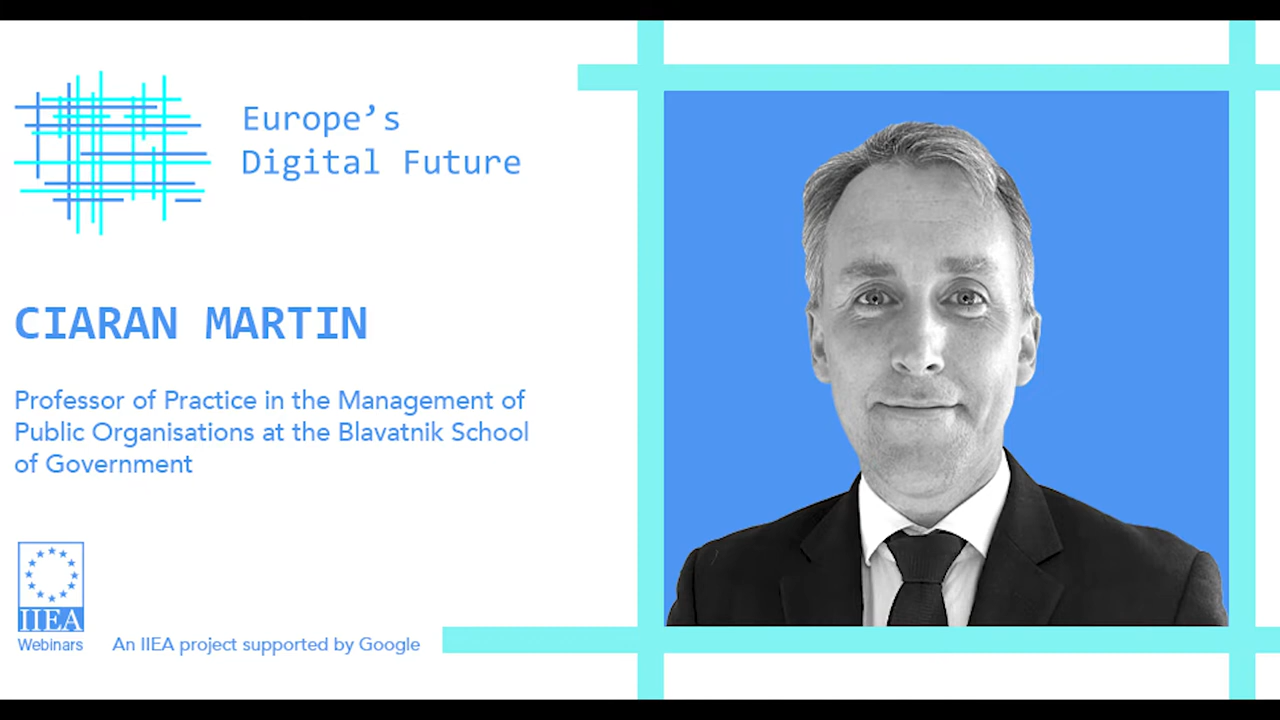 Europe's
Digital Future
CIARAN MARTIN
Professor of Practice in the Management of
Public Organisations at the Blavatnik School
of Government
IIEA
Webinars
An IIEA project supported by Google